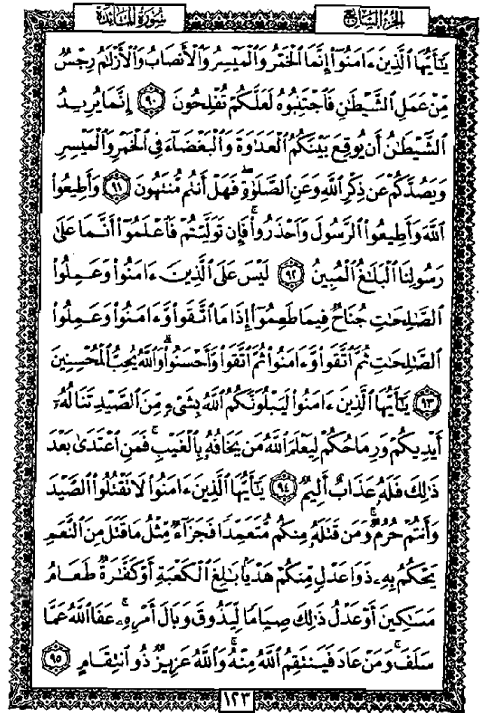 الجزء السابع
سورة المائدة
يَٰٓأَيُّهَا ٱلَّذِينَ ءَامَنُوٓا۟ إِنَّمَا ٱلْخَمْرُ وَٱلْمَيْسِرُ وَٱلْأَنصَابُ وَٱلْأَزْلَٰمُ رِجْسٌ
مِّنْ عَمَلِ ٱلشَّيْطَٰنِ فَٱجْتَنِبُوهُ لَعَلَّكُمْ تُفْلِحُونَ ٩٠ إِنَّمَا يُرِيدُ
ٱلشَّيْطَٰنُ أَن يُوقِعَ بَيْنَكُمُ ٱلْعَدَٰوَةَ وَٱلْبَغْضَآءَ فِى ٱلْخَمْرِ وَٱلْمَيْسِرِ
وَيَصُدَّكُمْ عَن ذِكْرِ ٱللَّهِ وَعَنِ ٱلصَّلَوٰةِ ۖ فَهَلْ أَنتُم مُّنتَهُونَ ٩١ وَأَطِيعُوا۟
ٱللَّهَ وَأَطِيعُوا۟ ٱلرَّسُولَ وَٱحْذَرُوا۟ ۚ فَإِن تَوَلَّيْتُمْ فَٱعْلَمُوٓا۟ أَنَّمَا عَلَىٰ
رَسُولِنَا ٱلْبَلَٰغُ ٱلْمُبِينُ ٩٢ لَيْسَ عَلَى ٱلَّذِينَ ءَامَنُوا۟ وَعَمِلُوا۟
ٱلصَّٰلِحَٰتِ جُنَاحٌ فِيمَا طَعِمُوٓا۟ إِذَا مَا ٱتَّقَوا۟ وَّءَامَنُوا۟ وَعَمِلُوا۟
ٱلصَّٰلِحَٰتِ ثُمَّ ٱتَّقَوا۟ وَّءَامَنُوا۟ ثُمَّ ٱتَّقَوا۟ وَّأَحْسَنُوا۟ ۗ وَٱللَّهُ يُحِبُّ ٱلْمُحْسِنِينَ
٩٣ يَٰٓأَيُّهَا ٱلَّذِينَ ءَامَنُوا۟ لَيَبْلُوَنَّكُمُ ٱللَّهُ بِشَىْءٍ مِّنَ ٱلصَّيْدِ تَنَالُهُۥٓ
أَيْدِيكُمْ وَرِمَاحُكُمْ لِيَعْلَمَ ٱللَّهُ مَن يَخَافُهُۥ بِٱلْغَيْبِ ۚ فَمَنِ ٱعْتَدَىٰ بَعْدَ
ذَٰلِكَ فَلَهُۥ عَذَابٌ أَلِيمٌ ٩٤ يَٰٓأَيُّهَا ٱلَّذِينَ ءَامَنُوا۟ لَا تَقْتُلُوا۟ ٱلصَّيْدَ
وَأَنتُمْ حُرُمٌ ۚ وَمَن قَتَلَهُۥ مِنكُم مُّتَعَمِّدًا فَجَزَآءٌ مِّثْلُ مَا قَتَلَ مِنَ ٱلنَّعَمِ
يَحْكُمُ بِهِۦ ذَوَا عَدْلٍ مِّنكُمْ هَدْيًۢا بَٰلِغَ ٱلْكَعْبَةِ أَوْ كَفَّٰرَةٌ طَعَامُ
مَسَٰكِينَ أَوْ عَدْلُ ذَٰلِكَ صِيَامًا لِّيَذُوقَ وَبَالَ أَمْرِهِۦ ۗ عَفَا ٱللَّهُ عَمَّا
سَلَفَ ۚ وَمَنْ عَادَ فَيَنتَقِمُ ٱللَّهُ مِنْهُ ۗ وَٱللَّهُ عَزِيزٌ ذُو ٱنتِقَامٍ ٩٥
١٢٣